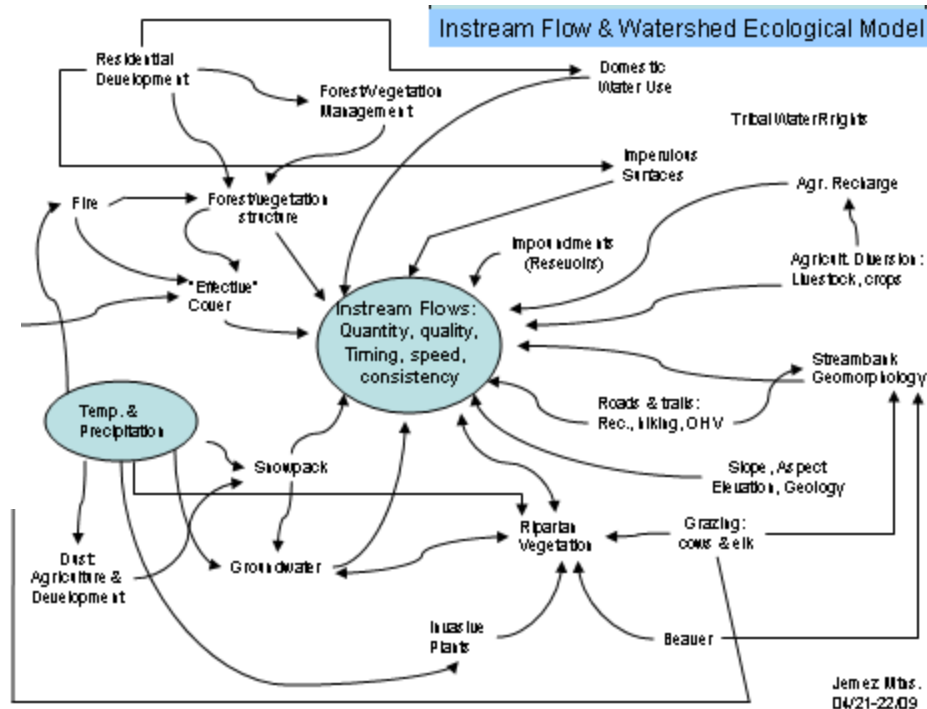 Instream Flow & Watershed Ecological Model
Residential
Development
Domestic
Water Use
Forest/Vegetation
Management
Tribal Water Rrights
Impervious
Surfaces
Agr. Recharge
Fire
Forest/vegetation
structure
Impoundments
(Reseuoirs)
Agricult. Diversion:
Livestock, crops
"Effective"
Cover
Instream Flows:
Quantity, quality,
Timing, speed,
consistency
Streambank
Geomorphology
Temp. &
Precipitation
Roads & trails:
Rec., hiking, OHV
Snowpack
Slope, Aspect
Elevation, Geology
Riparian
Vegetation
Grazing:
cows & elk
Dust:
Agriculture &
Development
Groundwater
Invasive
Plants
Beaver
Jemez Mtns.
04/21-22/09